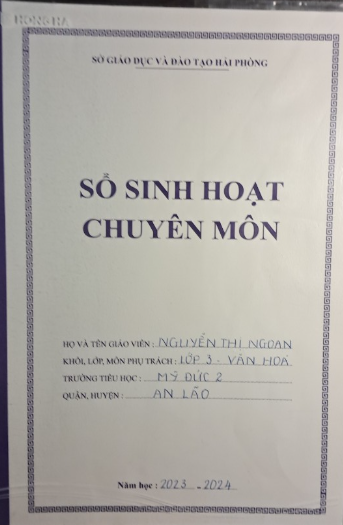 HONG HA
SỞ GIÁO DỤC VÀ ĐÀO TẠO HẢI PHÒNG
SỔ SINH HOẠT
CHUYÊN MÔN
HỌ VÀ TÊN GIÁO VIÊN : NGUYỄN THỊ NGOAN
KHỐI, LỚP, MÔN PHỤ TRÁCH : LỚP 3 - VĂN HOÁ
TRƯỜNG TIỂU HỌC : MỸ ĐỨC 2
QUẬN, HUYỆN : AN LÃO
Năm học : 2023 - 2024